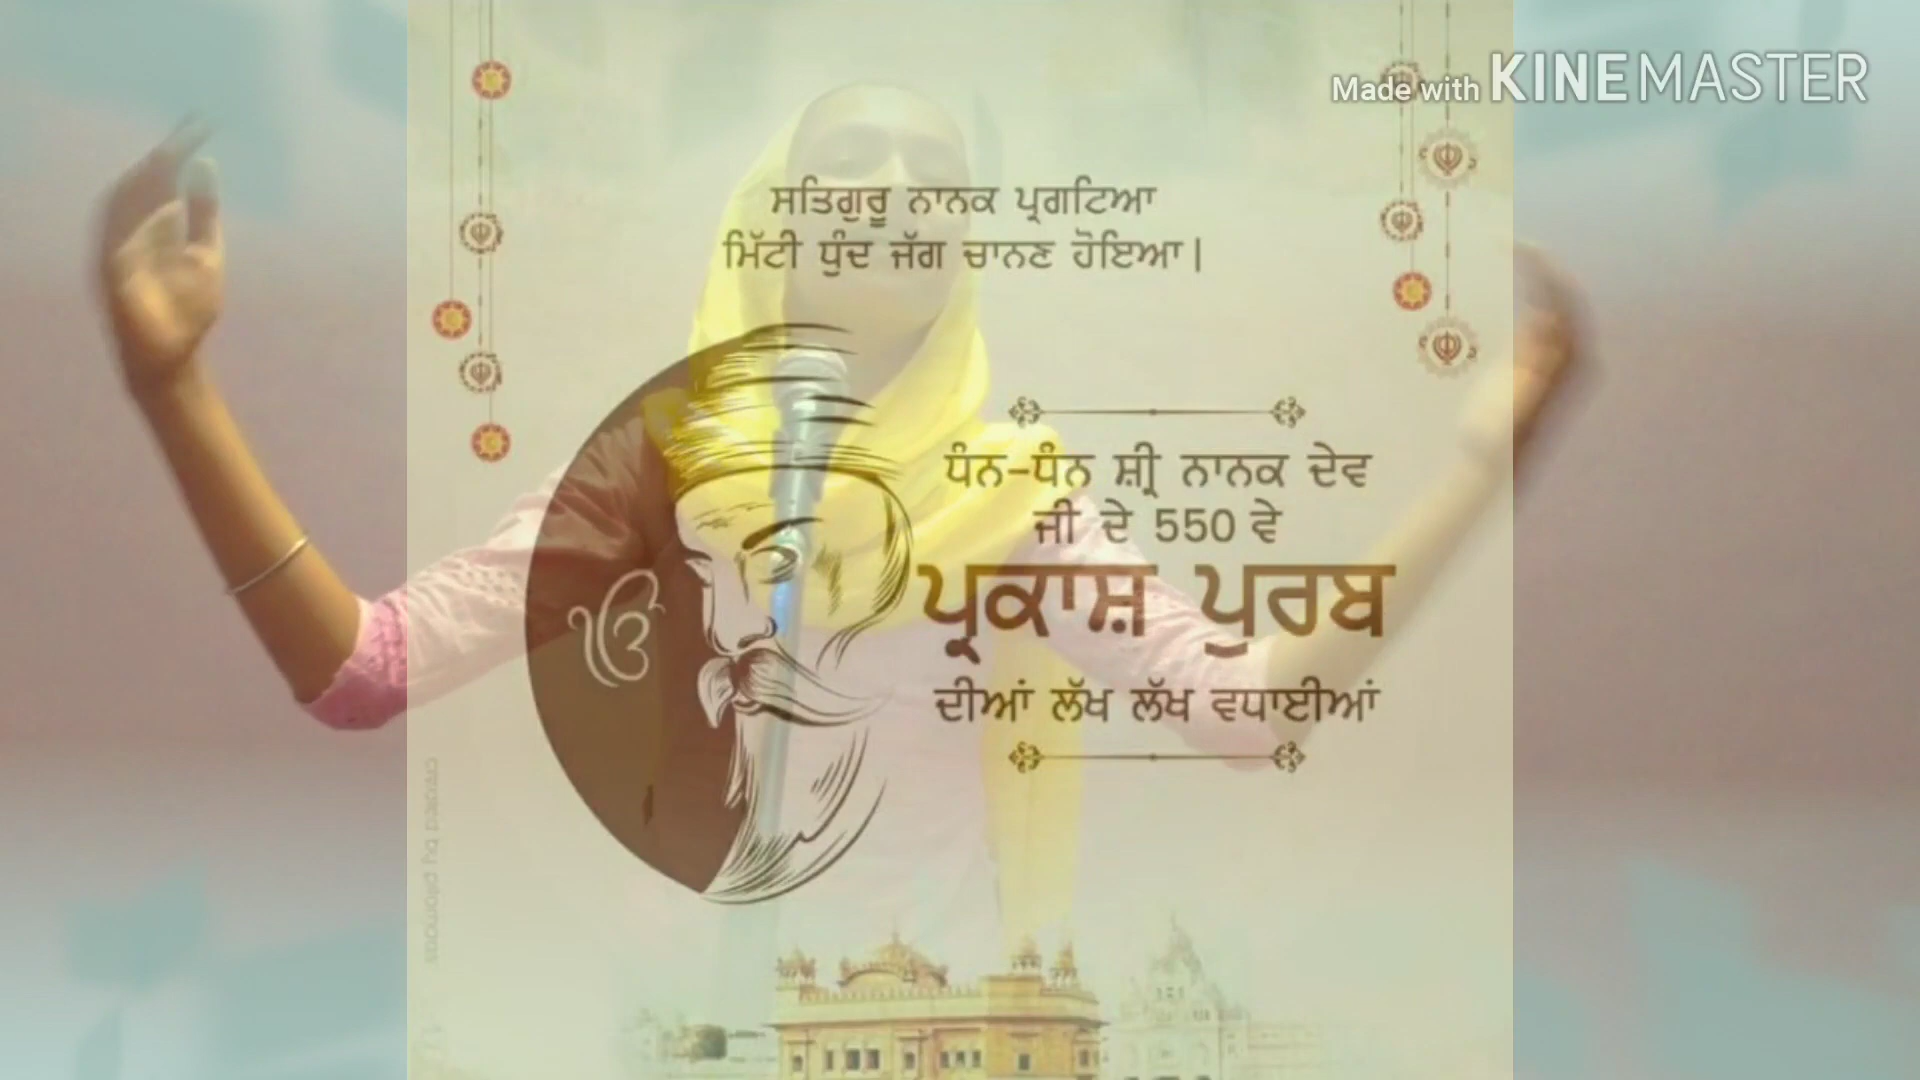 Made with KINEMASTER
ਸਤਿਗੁਰੂ ਨਾਨਕ ਪ੍ਰਗਟਿਆ
ਮਿੱਟੀ ਧੁੰਦ ਜੱਗ ਚਾਨਣ ਹੋਇਆ|
ਧੰਨ-ਧੰਨ ਸ਼੍ਰੀ ਨਾਨਕ ਦੇਵ
ਜੀ ਦੇ 550 ਵੇ
ਪ੍ਰਕਾਸ਼ ਪੁਰਬ
ਦੀਆਂ ਲੱਖ ਲੱਖ ਵਧਾਈਆਂ
ੴ